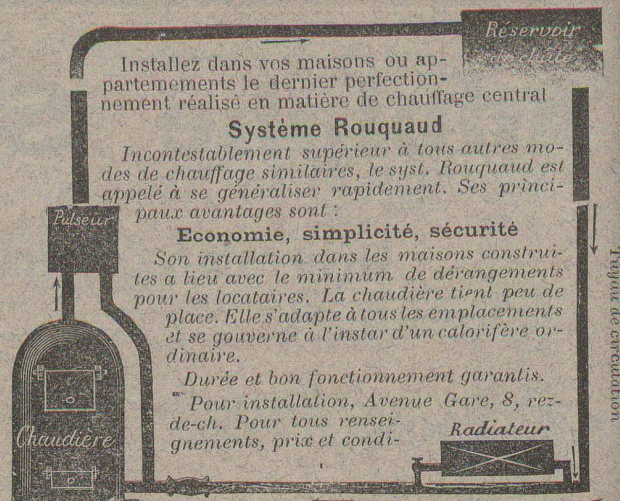 Réservoir
de chute
Installez dans vos maisons ou ap-
partemements le dernier perfection-
nement réalisé en matière de chauffage central
Système Rouquaud
Incontestablement supérieur à tous autres mo-
des de chauffage similaires, le syst. Rouquaud est
appelé à se généraliser rapidement. Ses princi-
paux avantages sont :
Pulseur
Economie, simplicité, sécurité
Son installation dans les maisons construi-
tes a lieu avec le minimum de dérangements
pour les locataires. La chaudière tient peu de
place. Elle s'adapte à tous les emplacements
et se gouverne à l'instar d'un calorifère or-
dinaire.
Durée et bon fonctionnement garantis.
Pour installation, Avenue Gare, 8, rez-
de-ch. Pour tous rensei-
gnements, prix et condi-
Chaudière
Radiateur
Tuyau de circulation